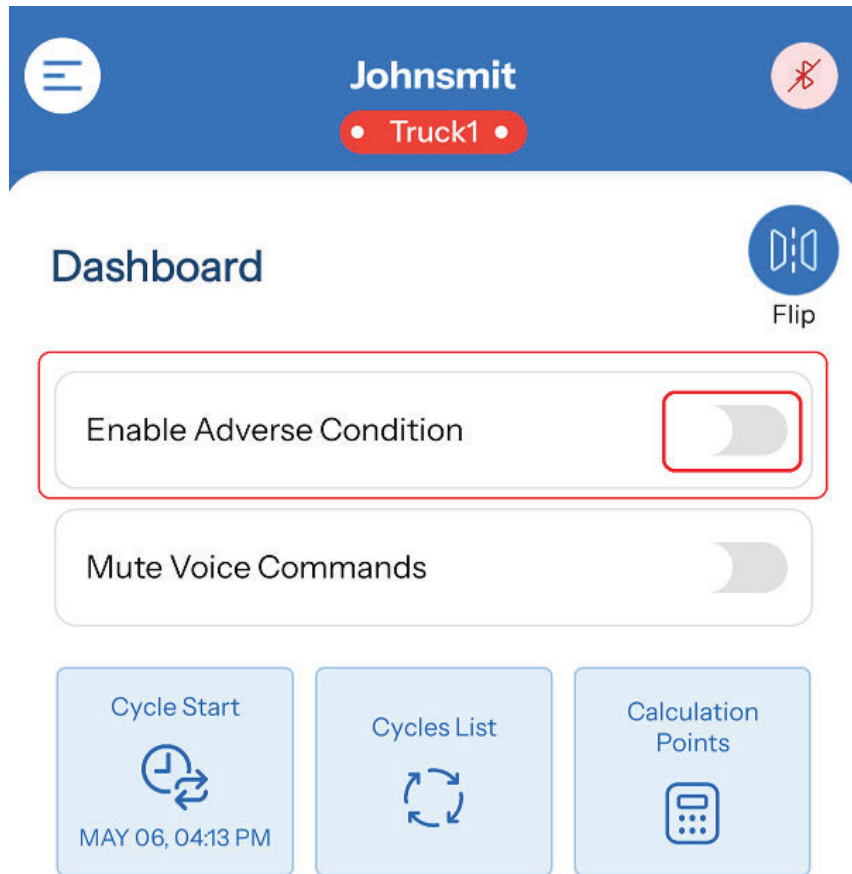 Johnsmit
Truck1
Dashboard
Flip
Enable Adverse Condition
Mute Voice Commands
Cycle Start
MAY 06, 04:13 PM
Cycles List
Calculation
Points